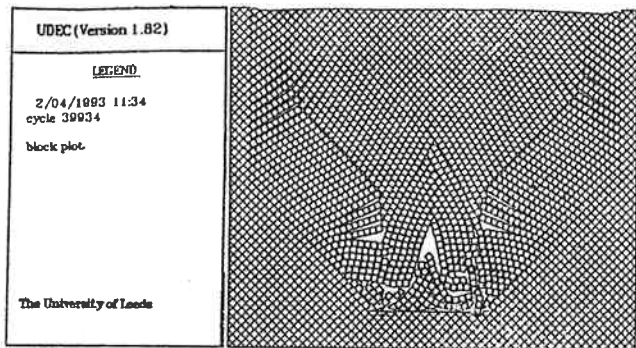 UDEC (Version 1.82)
LEGEND
2/04/1993 11:34
cycle 39934
block plot
The University of Leeds